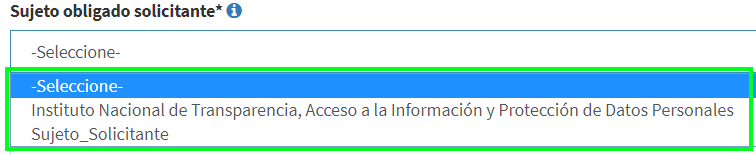 Sujeto obligado solicitante*
-Seleccione-
-Seleccione-
Instituto Nacional de Transparencia, Acceso a la Información y Protección de Datos Personales
Sujeto_Solicitante